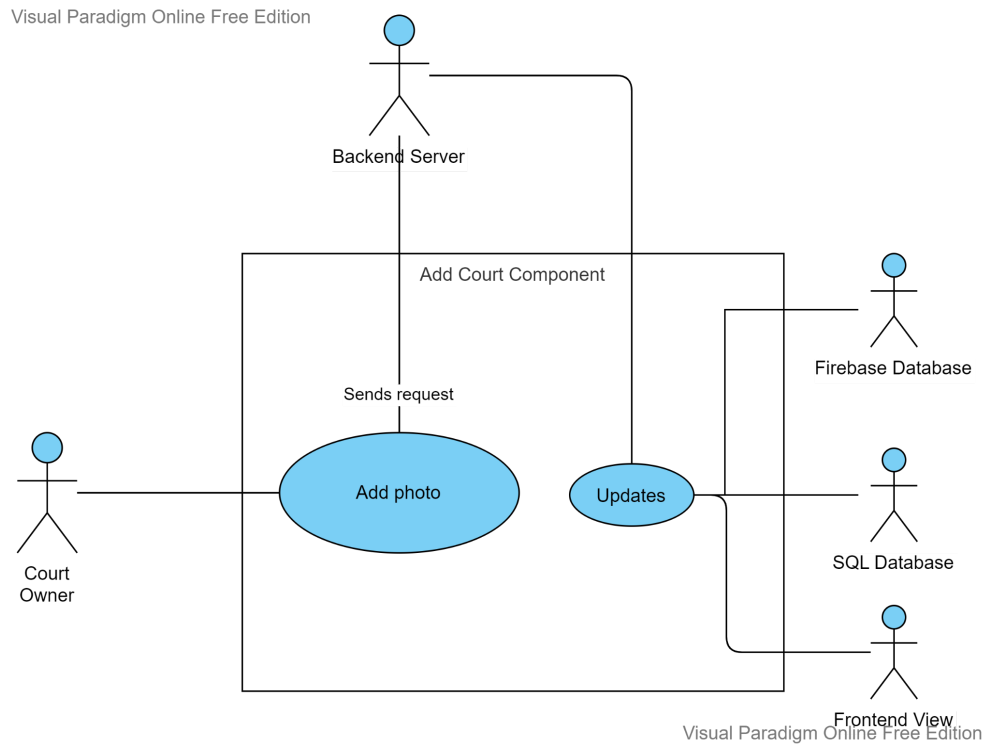 Visual Paradigm Online Free Edition
Backend Server
Add Court Component
Firebase Database
Sends request
Add photo
Updates
SQL Database
Court
Owner
Frontend View
Visual Paradigm Online Free Edition